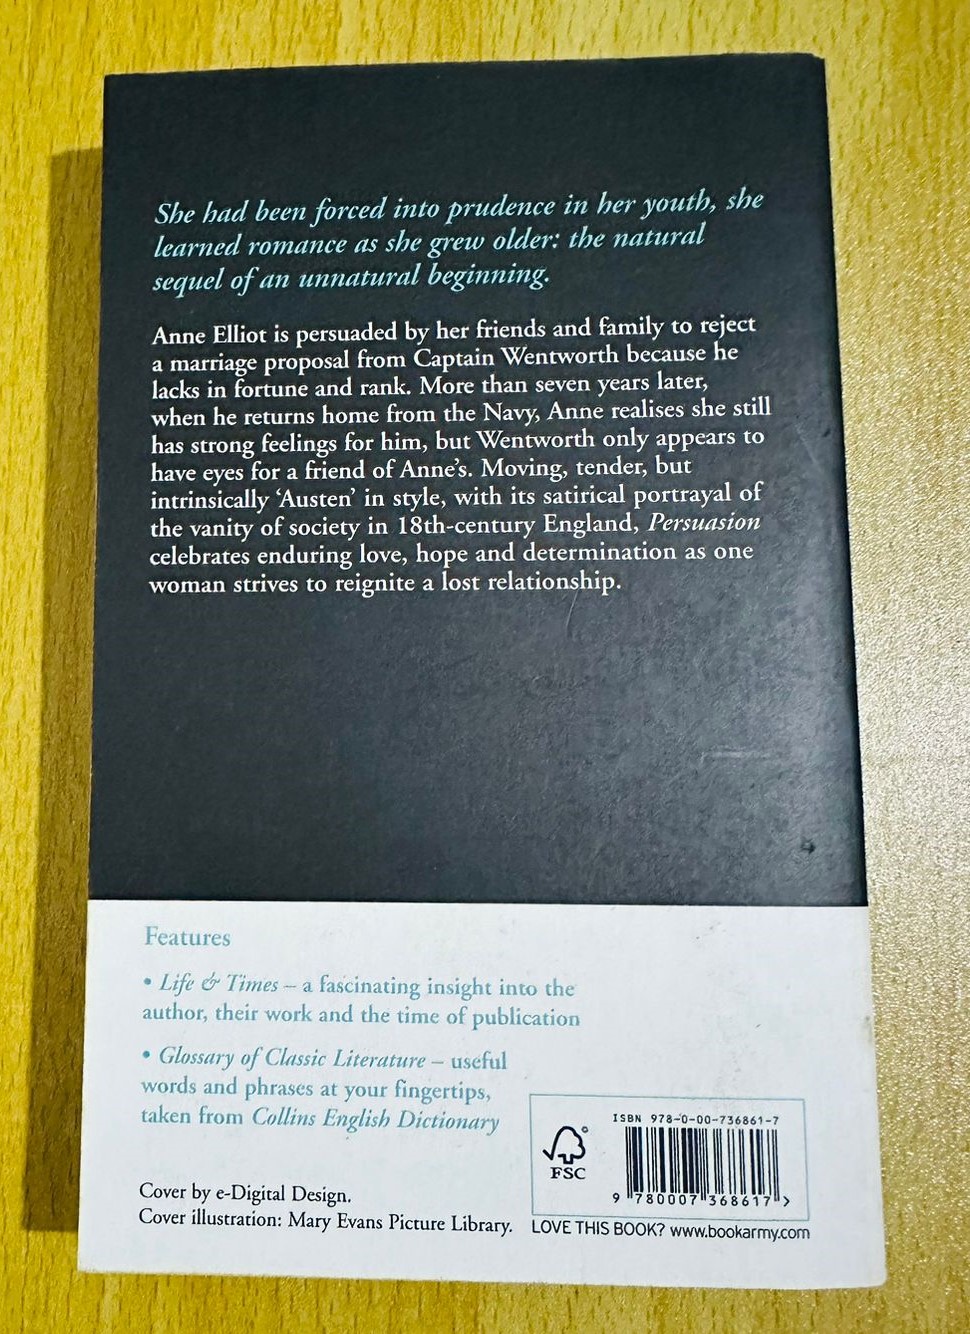 She had been forced into prudence in her youth, she
learned romance as she grew older: the natural
sequel of an unnatural beginning.
Anne Elliot is persuaded by her friends and family to reject
a marriage proposal from Captain Wentworth because he
lacks in fortune and rank. More than seven years later,
when he returns home from the Navy, Anne realises she still
has strong feelings for him, but Wentworth only appears to
have eyes for a friend of Anne's. Moving, tender, but
intrinsically ‘Austen’ in style, with its satirical portrayal of
the vanity of society in 18th-century England, Persuasion
celebrates enduring love, hope and determination as one
woman strives to reignite a lost relationship.
Features
• Life & Times – a fascinating insight into the
author, their work and the time of publication
• Glossary of Classic Literature – useful
words and phrases at your fingertips,
taken from Collins English Dictionary
Cover by e-Digital Design.
Cover illustration: Mary Evans Picture Library.
ISBN 978-0-00-736861-7
FSC
9 780007 368617 >
LOVE THIS BOOK? www.bookarmy.com